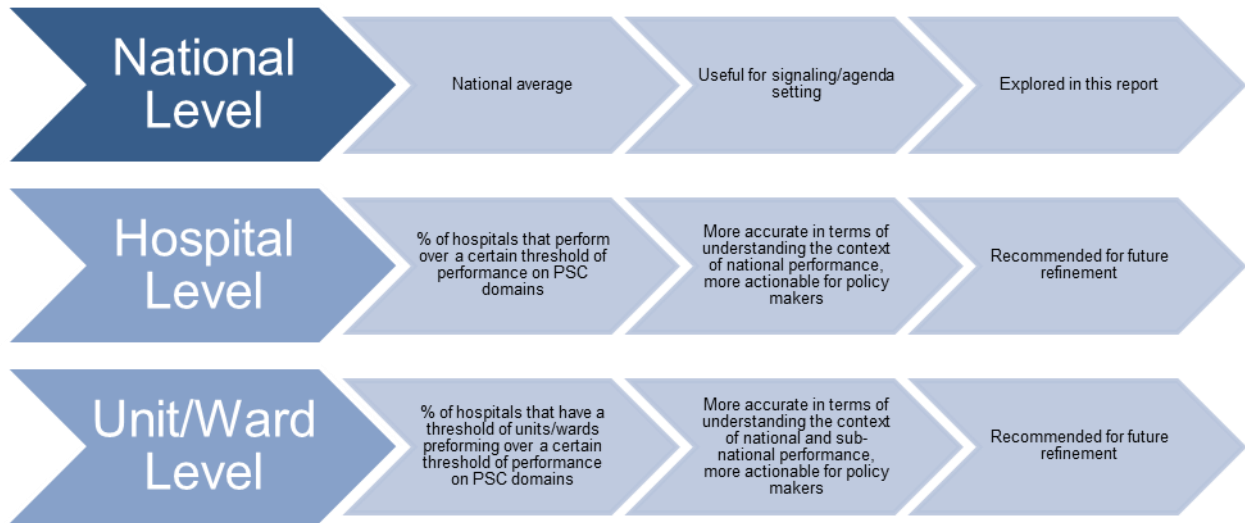 National
Level
National average
Useful for signaling/agenda
setting
Explored in this report
Hospital
Level
% of hospitals that perform
over a certain threshold of
performance on PSC
domains
More accurate in terms of
understanding the context
of national performance,
more actionable for policy
makers
Recommended for future
refinement
Unit/Ward
Level
% of hospitals that have a
threshold of units/wards
preforming over a certain
threshold of performance
on PSC domains
More accurate in terms of
understanding the context
of national and sub-
national performance,
more actionable for policy
makers
Recommended for future
refinement